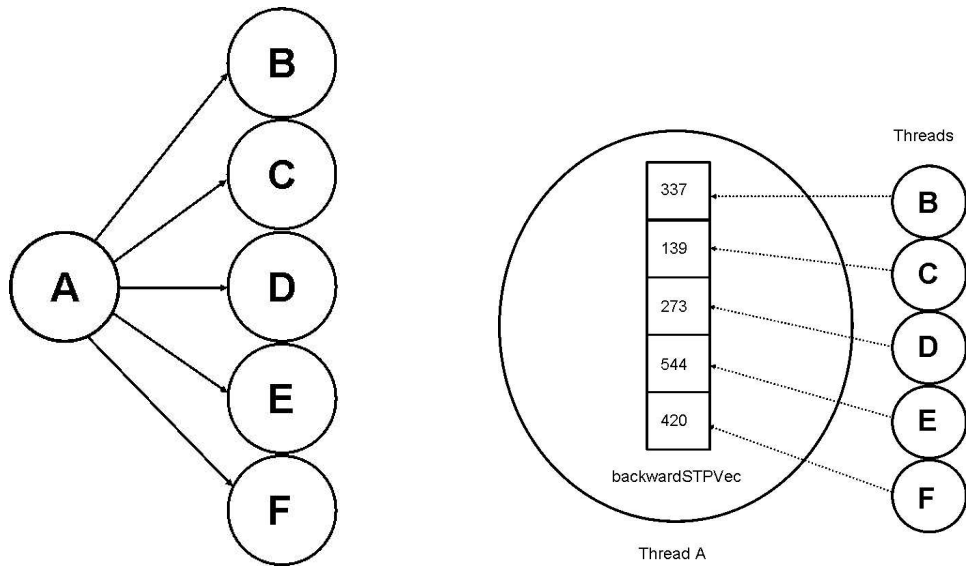 B
C
A
D
E
F
Threads
337
B
139
C
273
D
544
E
420
F
backwardSTPVec
Thread A